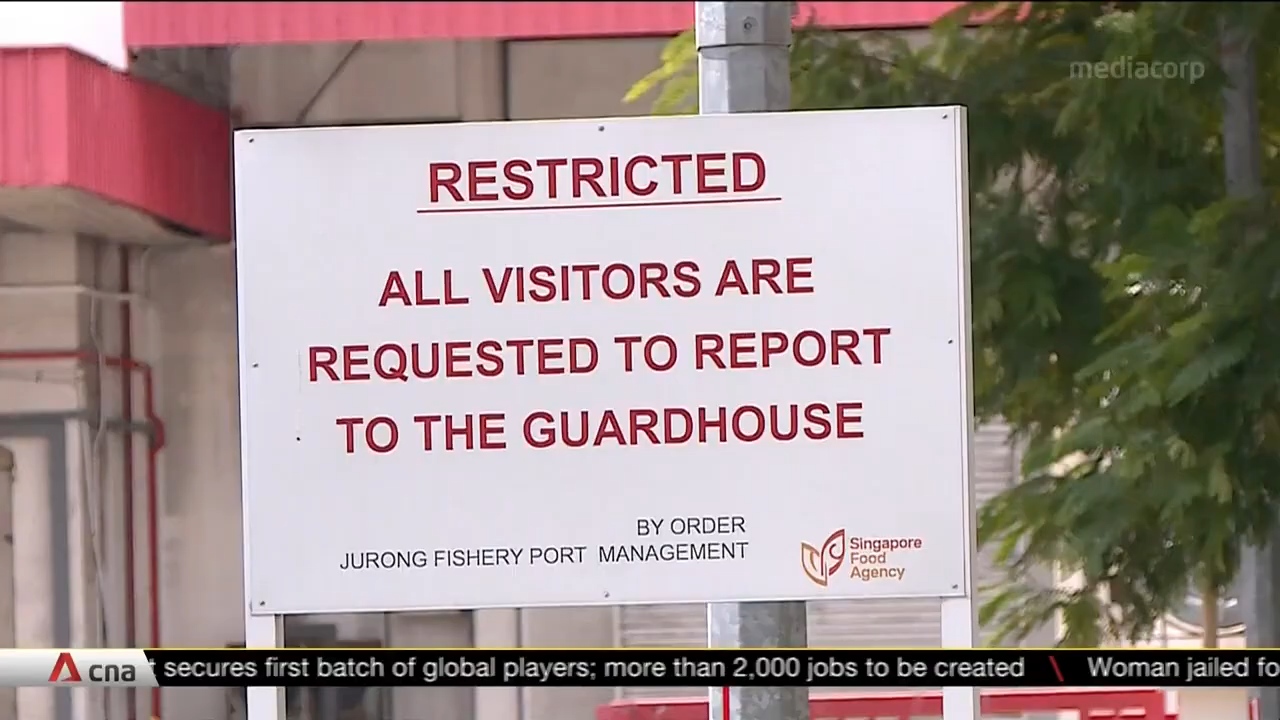 mediacorp
RESTRICTED
ALL VISITORS ARE
REQUESTED TO REPORT
TO THE GUARDHOUSE
BY ORDER
JURONG FISHERY PORT MANAGEMENT
Singapore
Food
Agency
cna
secures first batch of global players; more than 2,000 jobs to be created \ Woman jailed fo